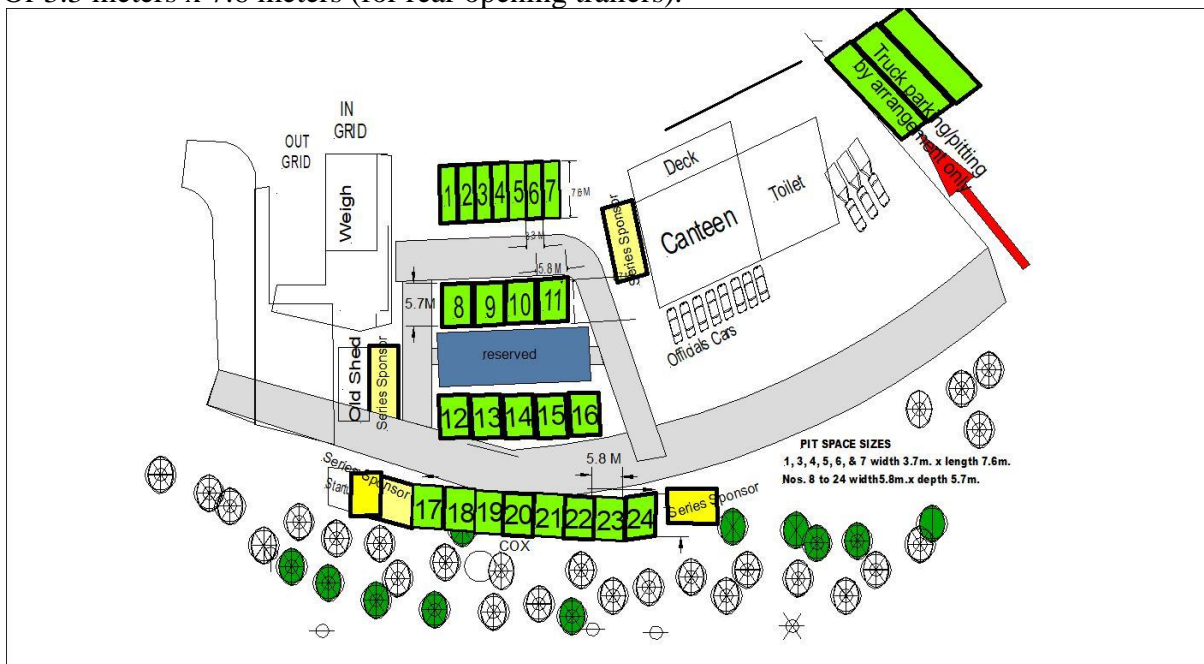 Or 3.3 meters x 7.6 meters (for rear opening trailers).
Truck parking/pitting
by arrangement only
IN
GRID
OUT
GRID
Weigh
1 2 3 4 5 6 7
7.6 M
3.3 M
Deck
Toilet
Canteen
Series Sponsor
5.8 M
5.7M
8 9 10 11
Officials Cars
reserved
Old Shed
Series Sponsor
12 13 14 15 16
PIT SPACE SIZES
1, 3, 4, 5, 6, & 7 width 3.7m. x length 7.6m.
Nos. 8 to 24 width5.8m.x depth 5.7m.
5.8 M
Series Sponsor
17 18 19 20 21 22 23 24
Series Sponsor
COX